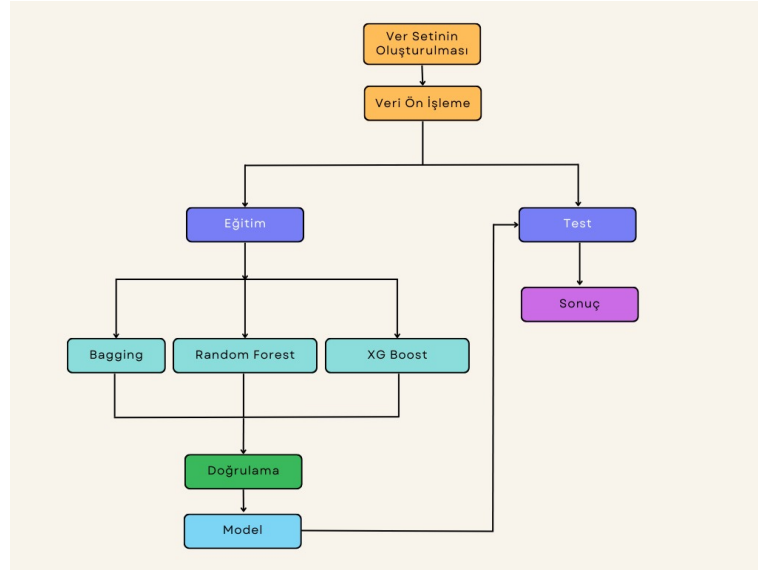 Ver Setinin
Oluşturulması
Veri Ön İşleme
Eğitim
Test
Sonuç
Bagging
Random Forest
XG Boost
Doğrulama
Model